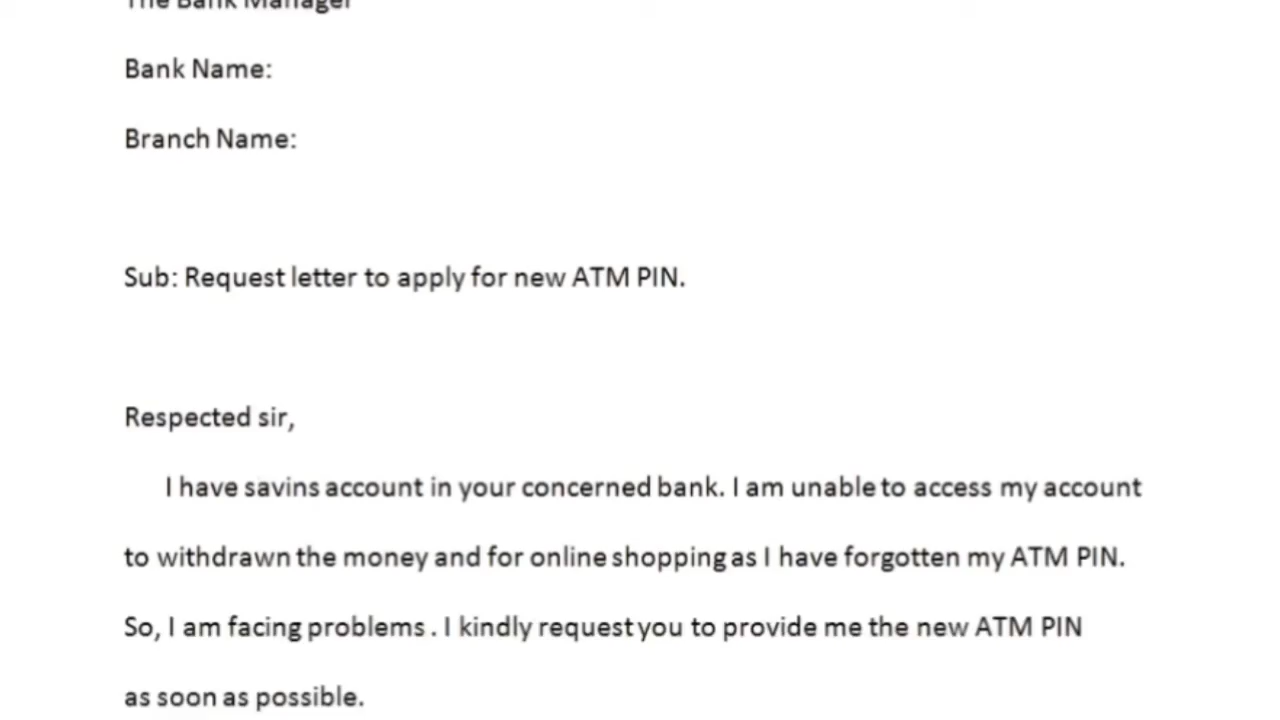 The Bank Manager
Bank Name:
Branch Name:
Sub: Request letter to apply for new ATM PIN.
Respected sir,
I have savins account in your concerned bank. I am unable to access my account
to withdrawn the money and for online shopping as I have forgotten my ATM PIN.
So, I am facing problems . I kindly request you to provide me the new ATM PIN
as soon as possible.